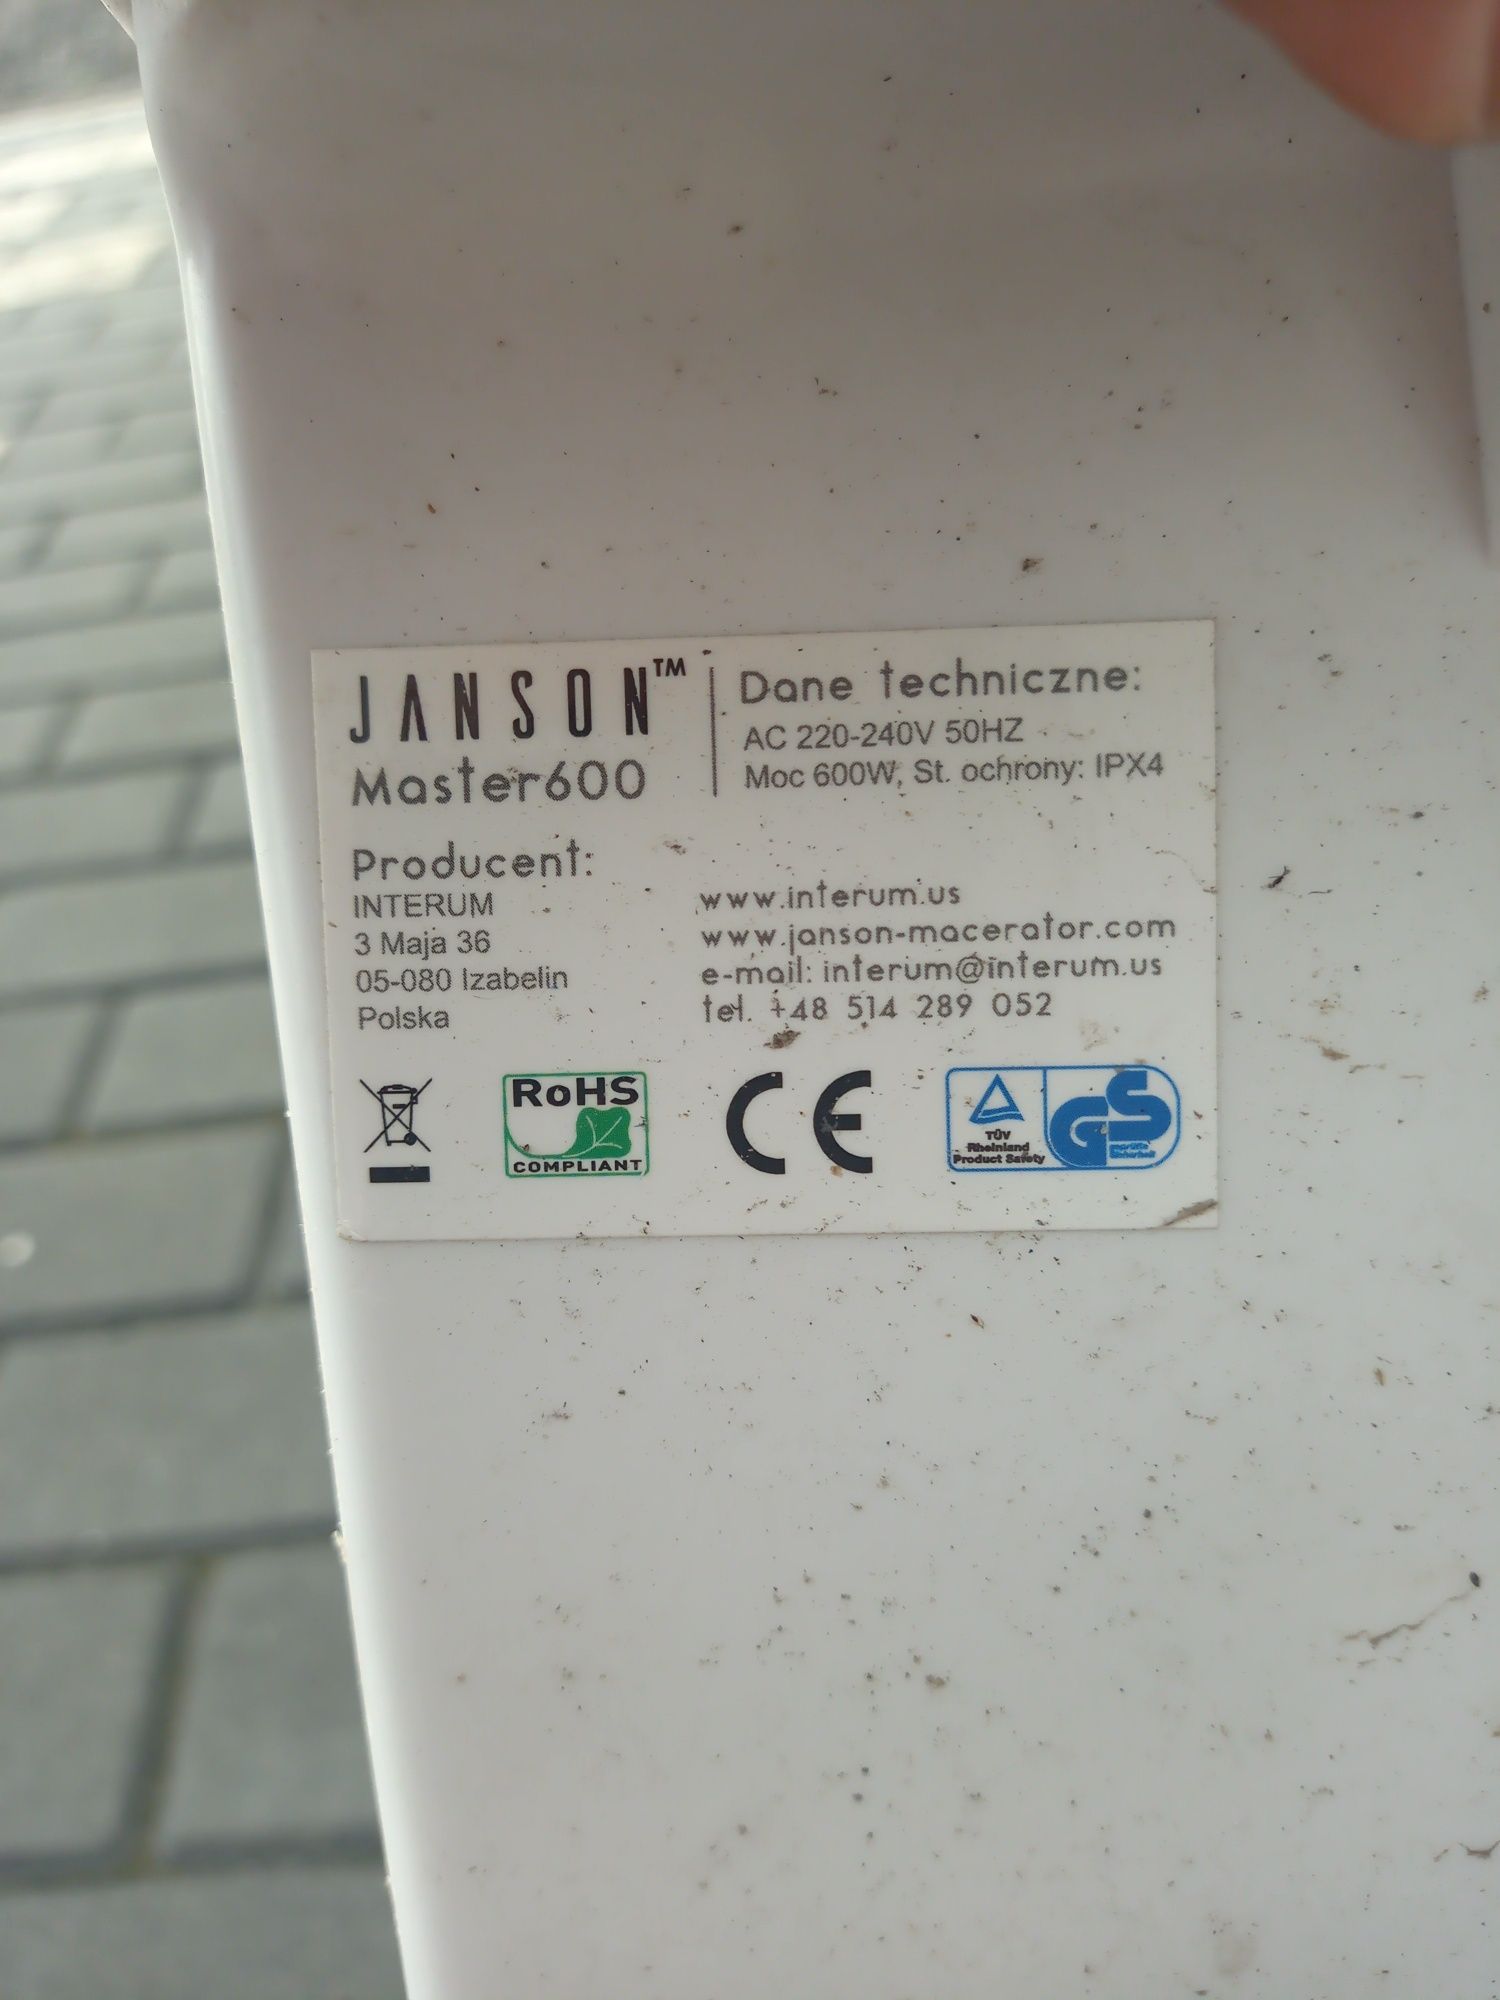 JANSON™
Master600
Dane techniczne:
AC 220-240V 50HZ
Moc 600W, St. ochrony: IPX4
Producent:
INTERUM
3 Maja 36
05-080 Izabelin
Polska
www.interum.us
www.janson-macerator.com
e-mail: interum@interum.us
tel. +48 514 289 052
RoHS
COMPLIANT
CE
TÜV
Rheinland
Product Safety
GS